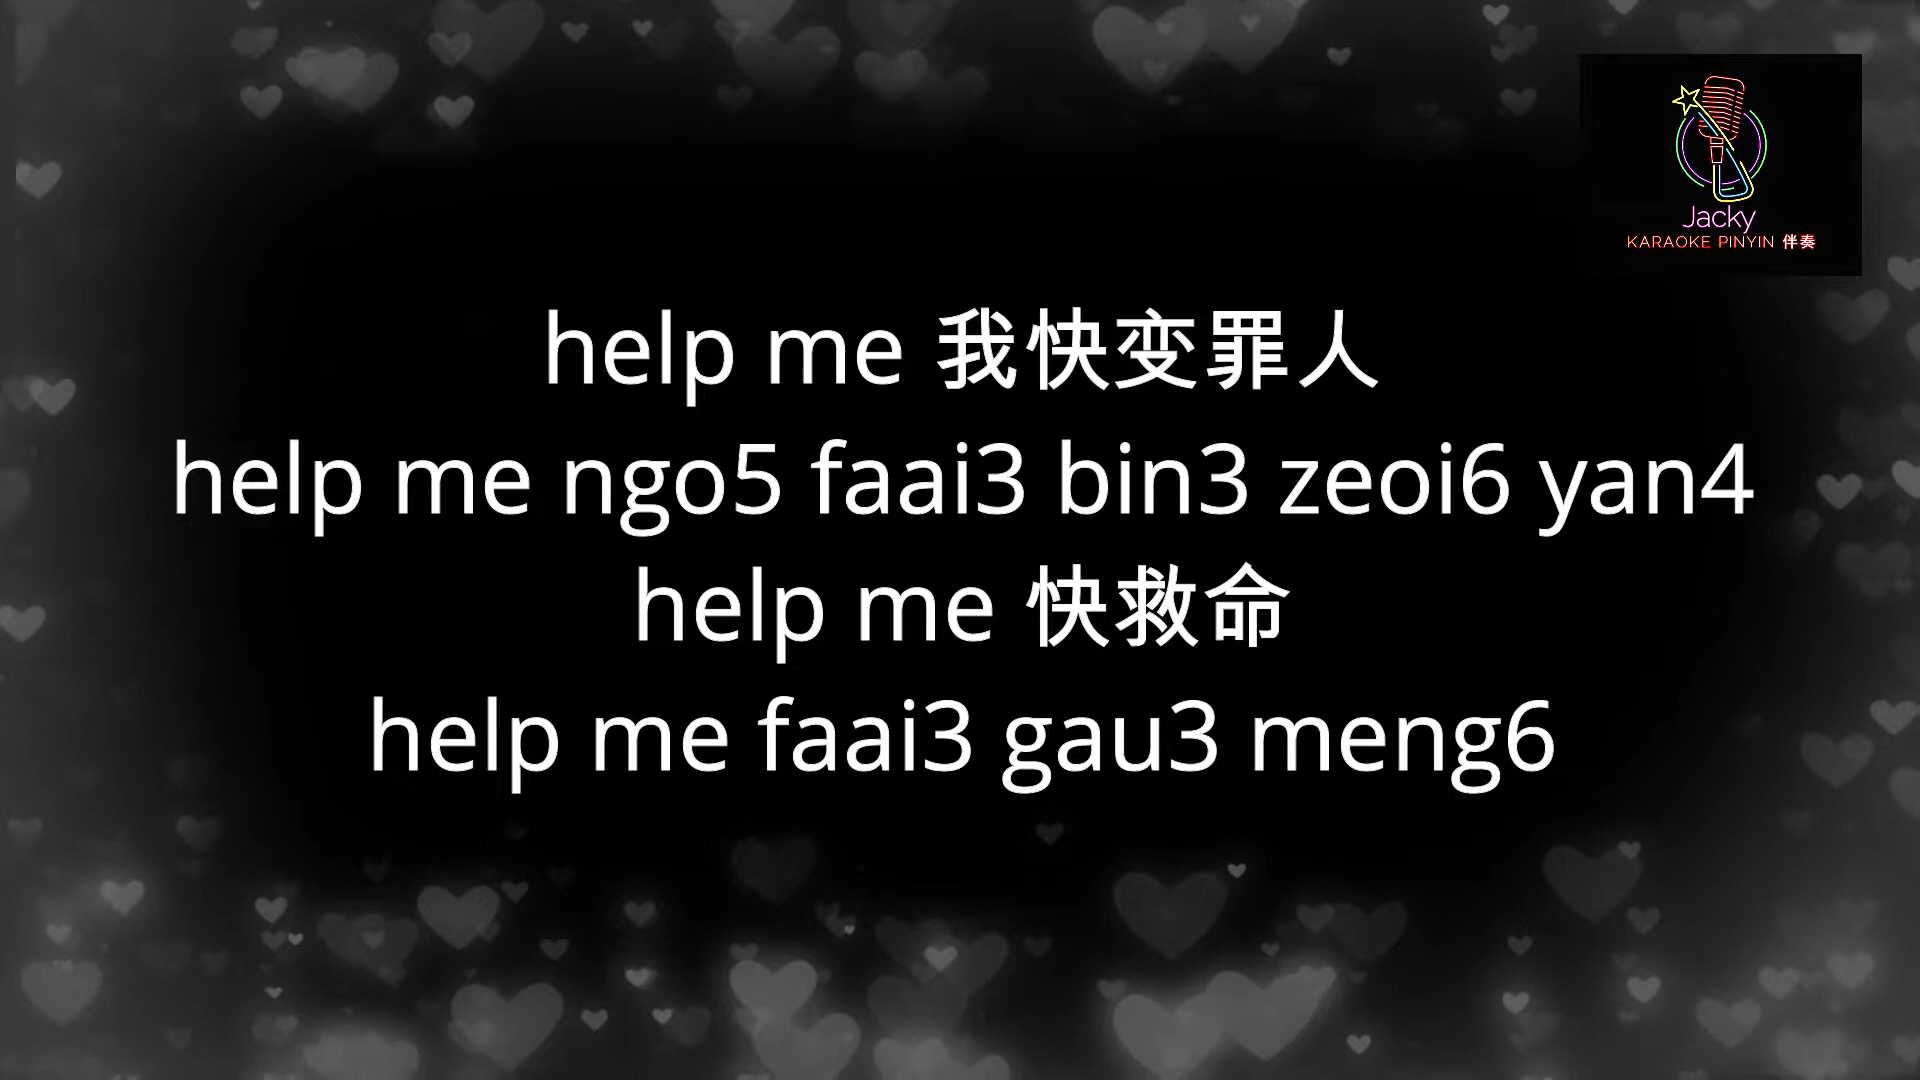 Jacky
KARAOKE PINYIN 伴奏
help me 我快变罪人
help me ngo5 faai3 bin3 zeoi6 yan4
help me 快救命
help me faai3 gau3 meng6